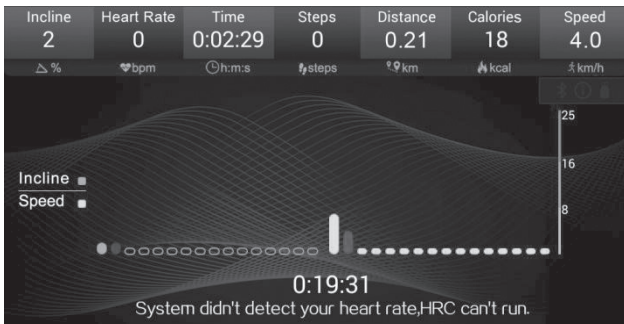 Incline Heart Rate Time Steps Distance Calories Speed
2 0 0:02:29 0 0.21 18 4.0
% bpm h:m:s steps km kcal km/h
25
16
Incline
Speed
8
0:19:31
System didn't detect your heart rate,HRC can't run.